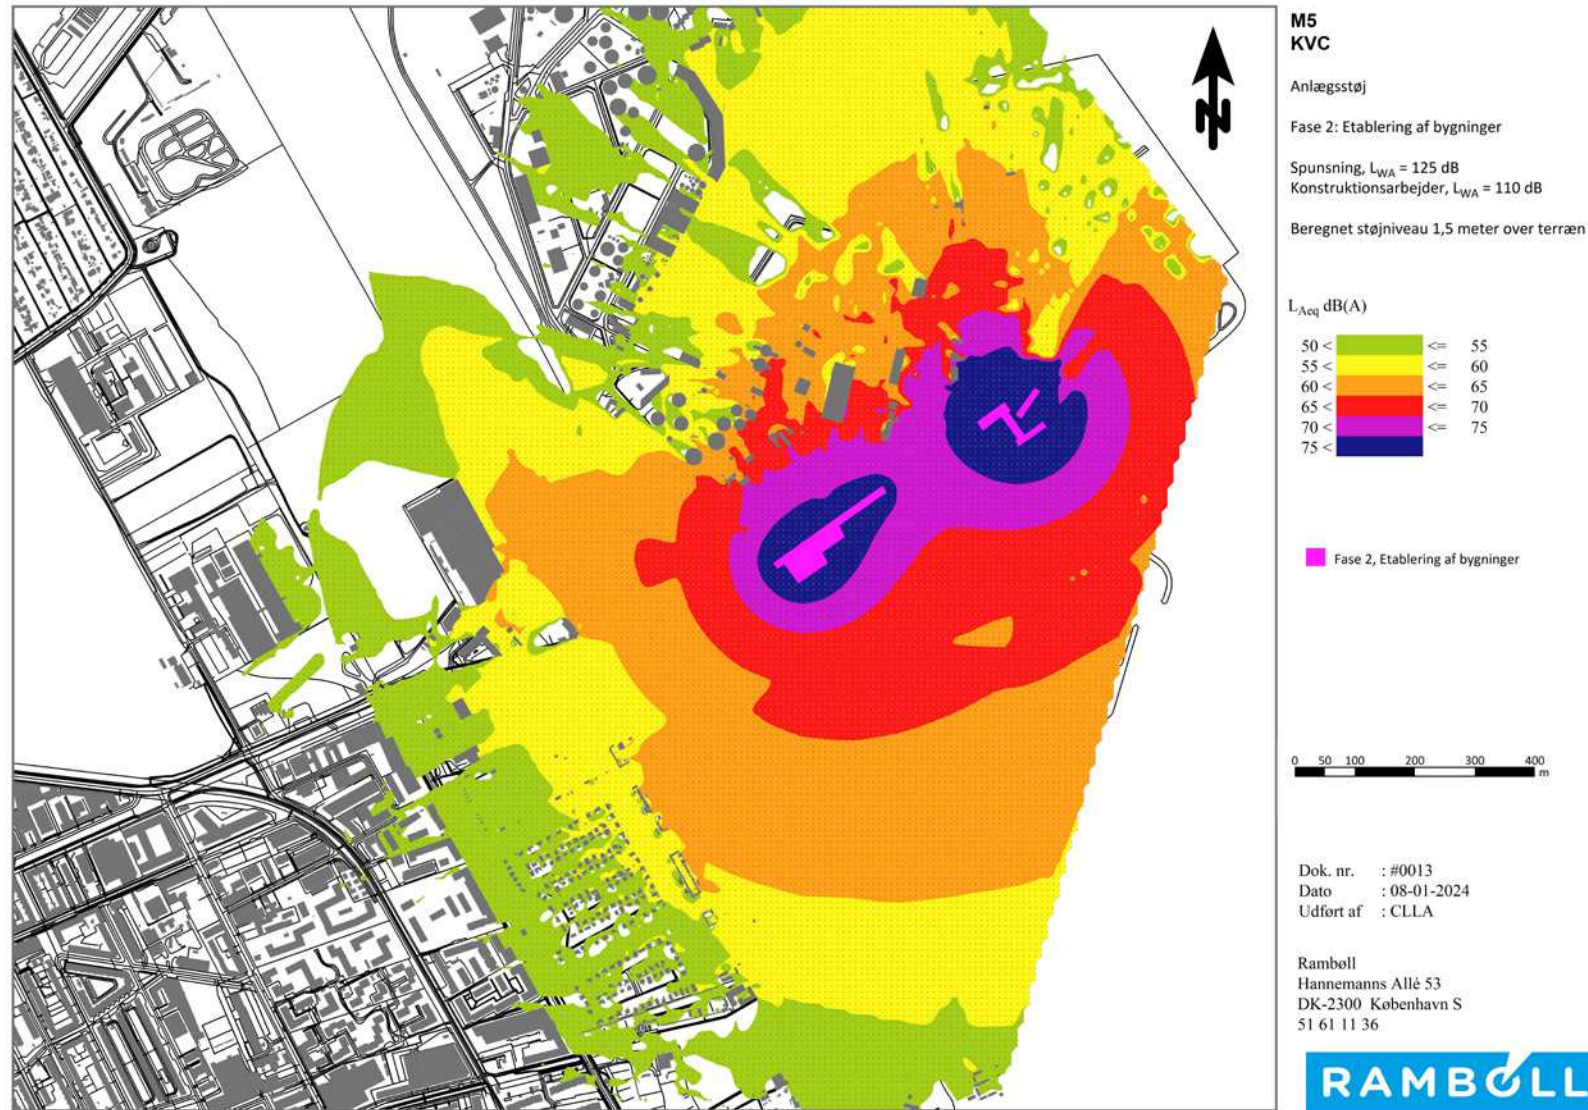 M5
KVC
Anlægsstøj
Fase 2: Etablering af bygninger
Spunsning, LWA = 125 dB
Konstruktionsarbejder, LWA = 110 dB
Beregnet støjniveau 1,5 meter over terræn
N
LAeq dB(A)
50 < <= 55
55 < <= 60
60 < <= 65
65 < <= 70
70 < <= 75
75 <
Fase 2, Etablering af bygninger
0 50 100 200 300 400
m
Dok. nr. : #0013
Dato : 08-01-2024
Udført af : CLLA
Rambøll
Hannemanns Allé 53
DK-2300 København S
51 61 11 36
RAMBOLL